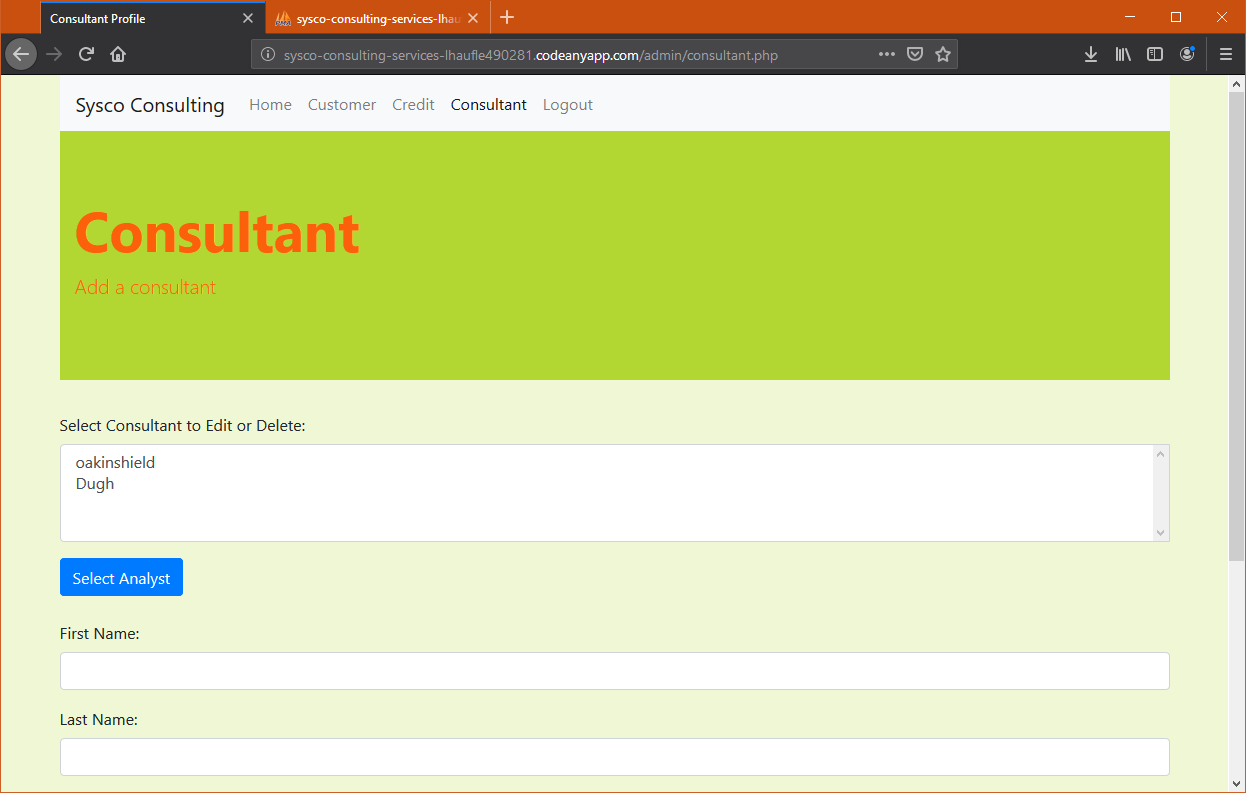 Consultant Profile
sysco-consulting-services-lhaufl
sysco-consulting-services-lhaufle490281.codeanyapp.com/admin/consultant.php
Sysco Consulting Home Customer Credit Consultant Logout
Consultant
Add a consultant
Select Consultant to Edit or Delete:
oakinshield
Dugh
Select Analyst
First Name:
Last Name: